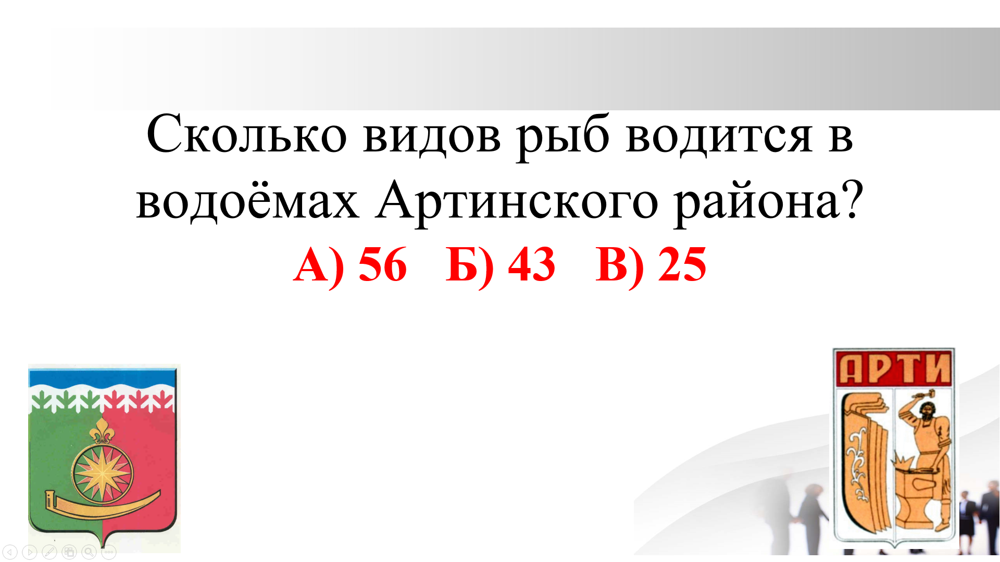 Сколько видов рыб водится в
водоёмах Артинского района?
А) 56 Б) 43 В) 25
АРТИ